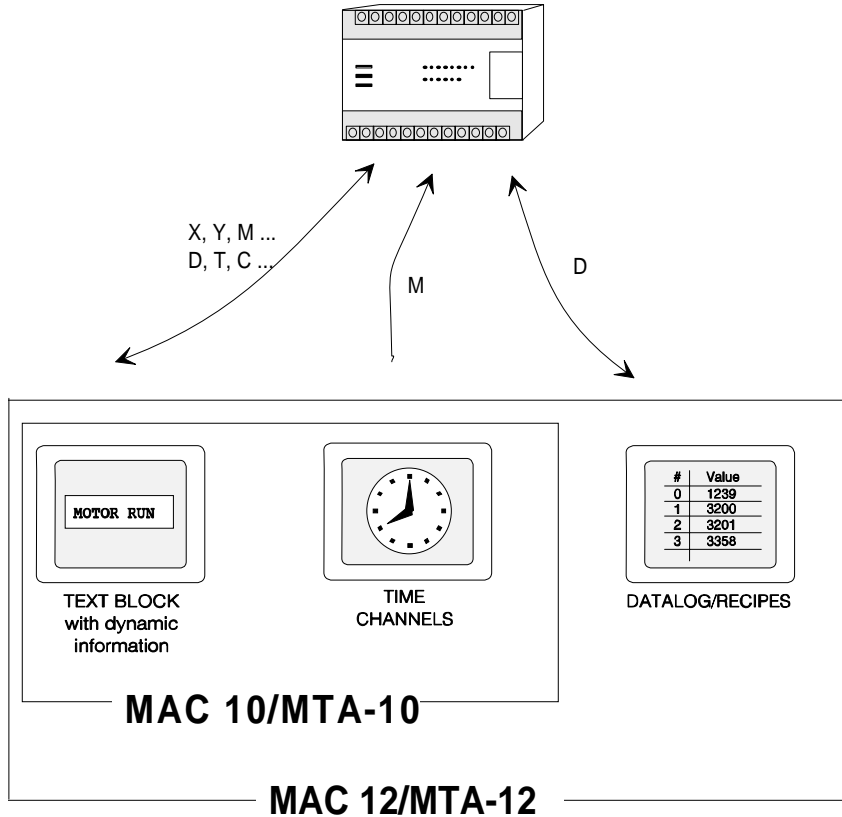 X, Y, M ...
D, T, C ...
M
D
MOTOR RUN
# Value
0 1239
1 3200
2 3201
3 3358
TEXT BLOCK
with dynamic
information
TIME
CHANNELS
DATALOG/RECIPES
MAC 10/MTA-10
MAC 12/MTA-12